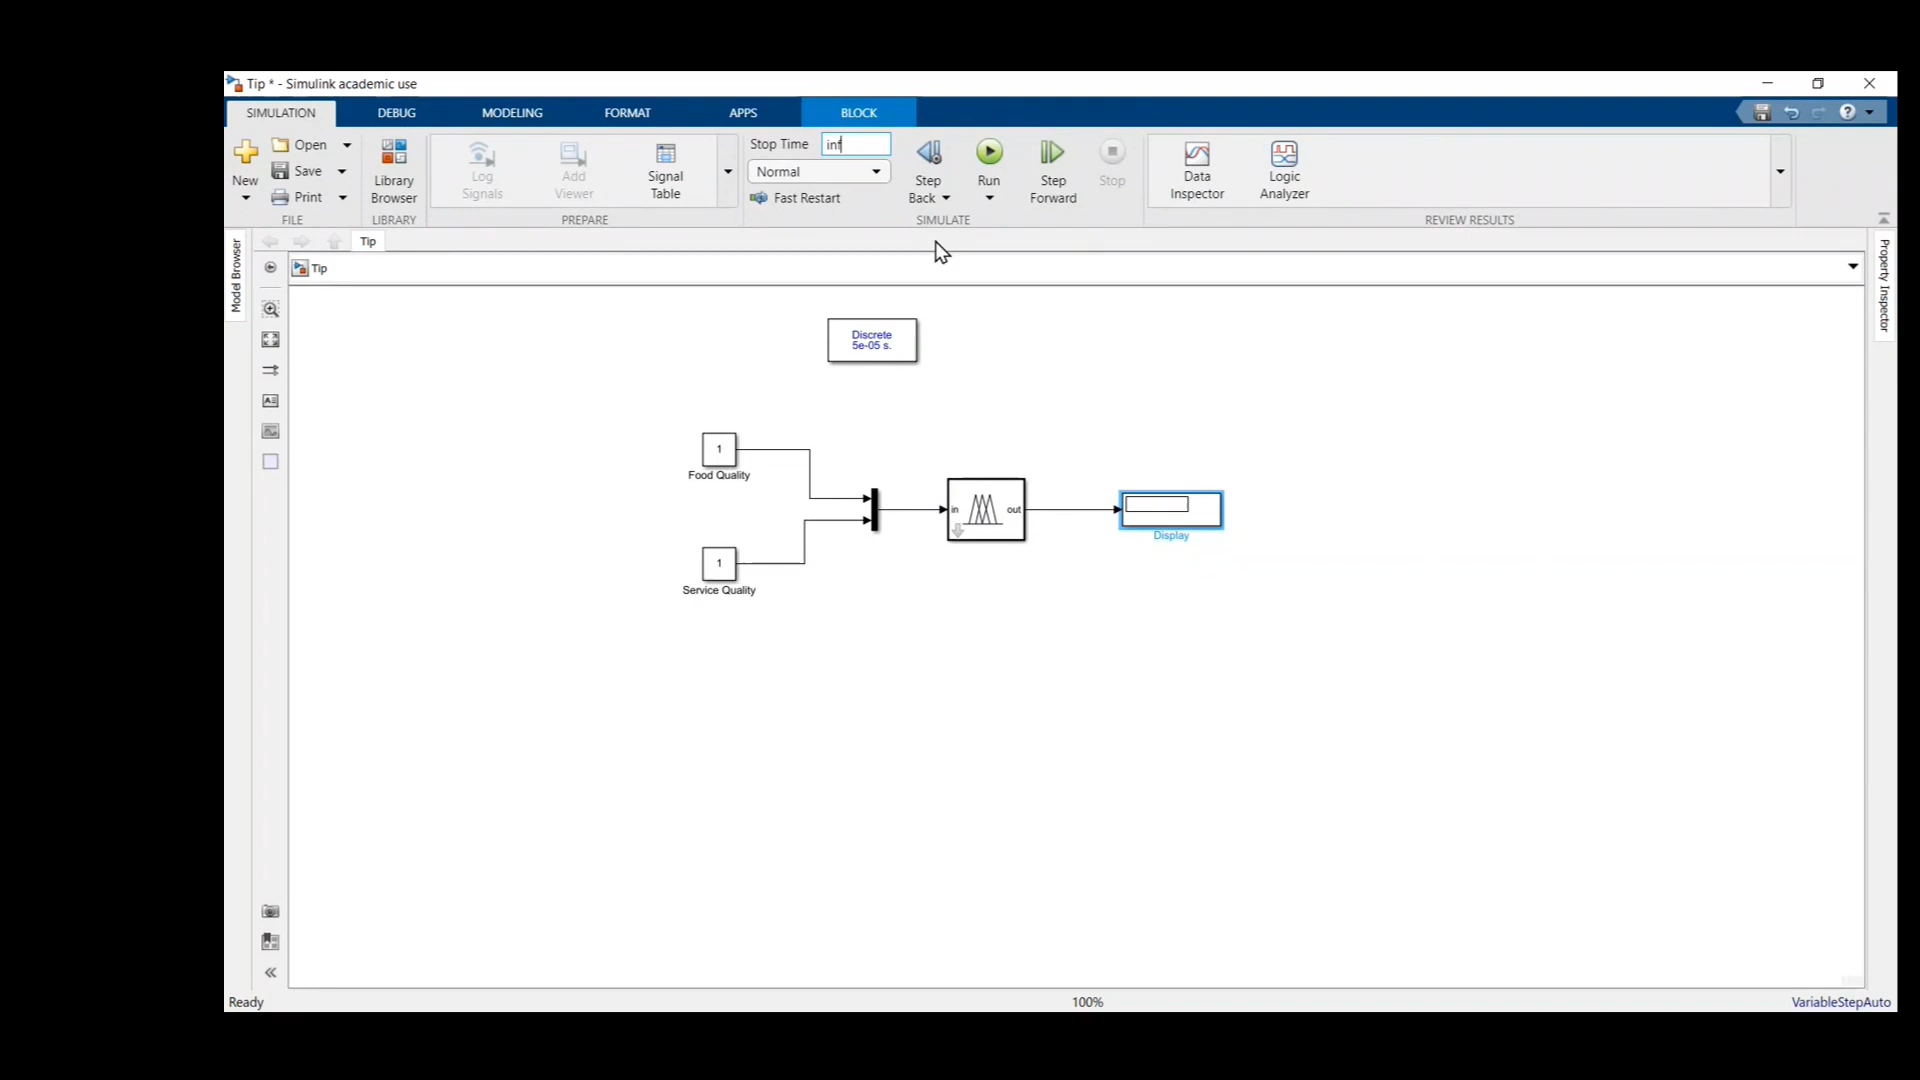 Tip * - Simulink academic use
SIMULATION DEBUG MODELING FORMAT APPS BLOCK
New
Open
Save
Print
FILE
Library
Browser
LIBRARY
Log
Signals
Add
Viewer
Signal
Table
PREPARE
Stop Time inf
Normal
Fast Restart
Step
Back
Run
Step
Forward
Stop
SIMULATE
Data
Inspector
Logic
Analyzer
REVIEW RESULTS
Model Browser
Tip
Tip
Property Inspector
Discrete
5e-05 s.
1
Food Quality
in
out
Display
1
Service Quality
Ready
100%
VariableStepAuto